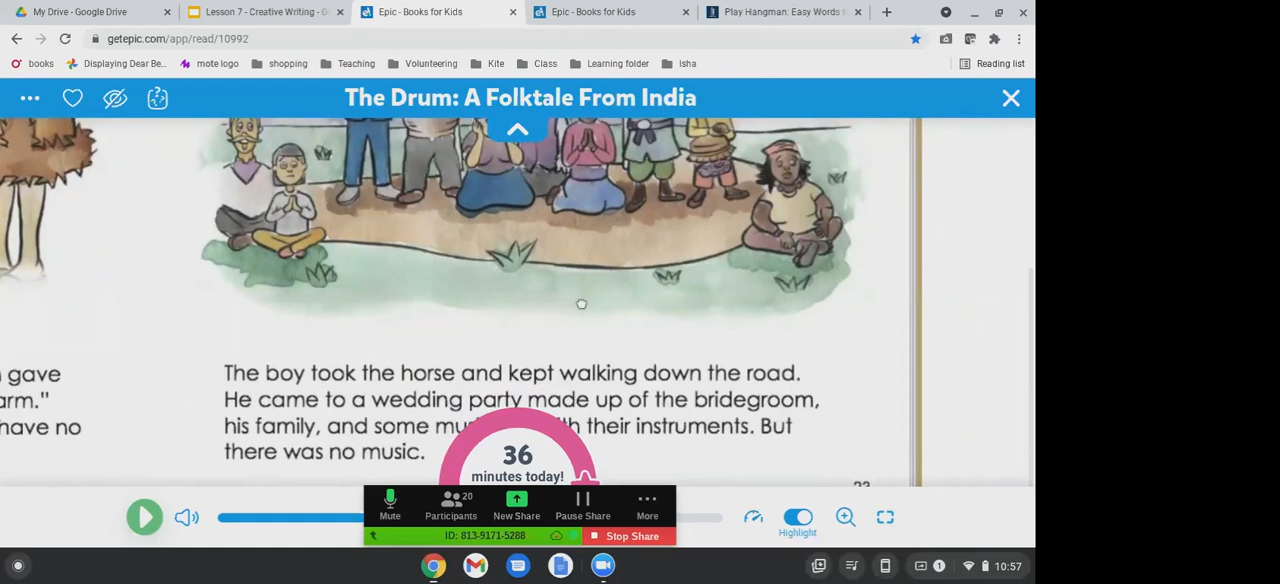 My Drive - Google Drive
Lesson 7 - Creative Writing - G
Epic - Books for Kids
Epic - Books for Kids
Play Hangman: Easy Words
getepic.com/app/read/10992
books
Displaying Dear Be...
mote logo
shopping
Teaching
Volunteering
Kite
Class
Learning folder
Isha
Reading list
The Drum: A Folktale From India
gave
arm."
have no
The boy took the horse and kept walking down the road.
He came to a wedding party made up of the bridegroom,
his family, and some mu th their instruments. But
there was no music.
36
minutes today!
Mute
20
Participants
New Share
Pause Share
More
ID: 813-9171-5288
Stop Share
Highlight
1
10:57